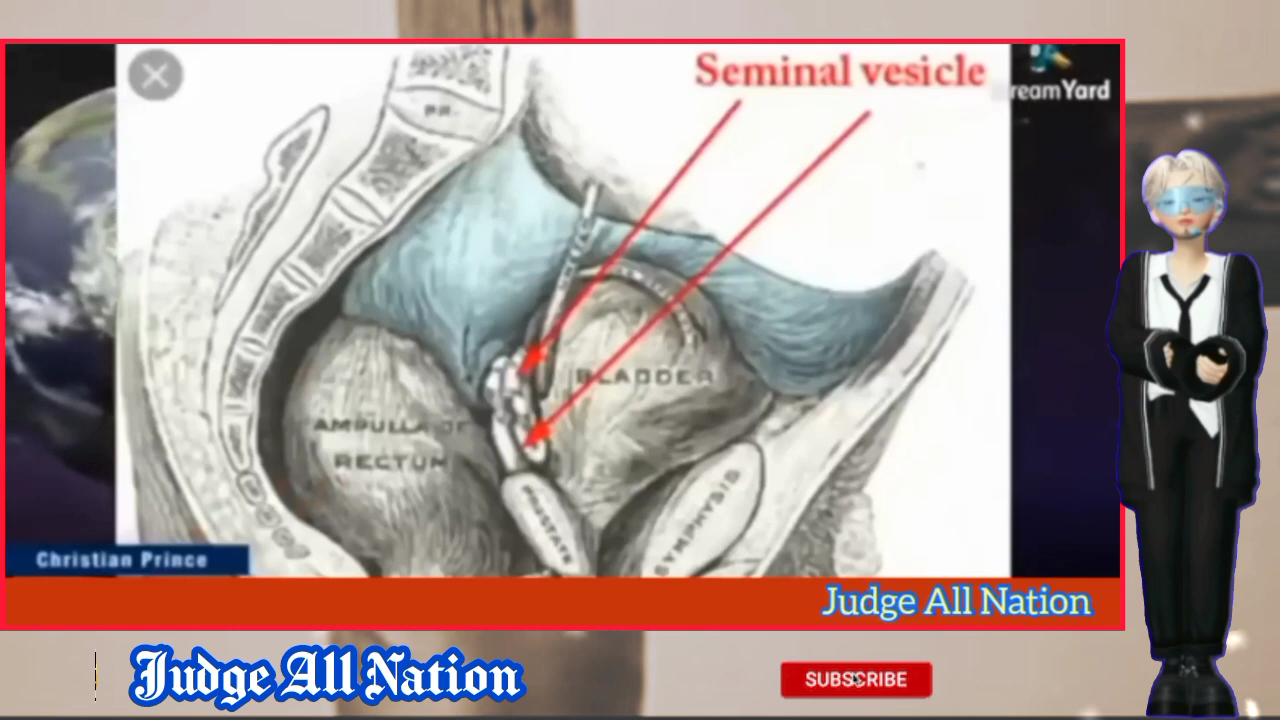 Seminal vesicle
reamYard
BLADDER
AMPULLA OF
RECTUM
PROSTATE
SYMPHYSIS
Christian Prince
Judge All Nation
Judge All Nation
SUBSCRIBE